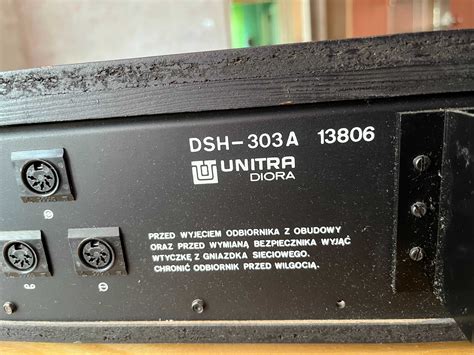 DSH-303A 13806
UNITRA
DIORA
PRZED WYJĘCIEM ODBIORNIKA Z OBUDOWY
ORAZ PRZED WYMIANĄ BEZPIECZNIKA WYJĄĆ
WTYCZKĘ Z GNIAZDKA SIECIOWEGO.
CHRONIĆ ODBIORNIK PRZED WILGOCIĄ.